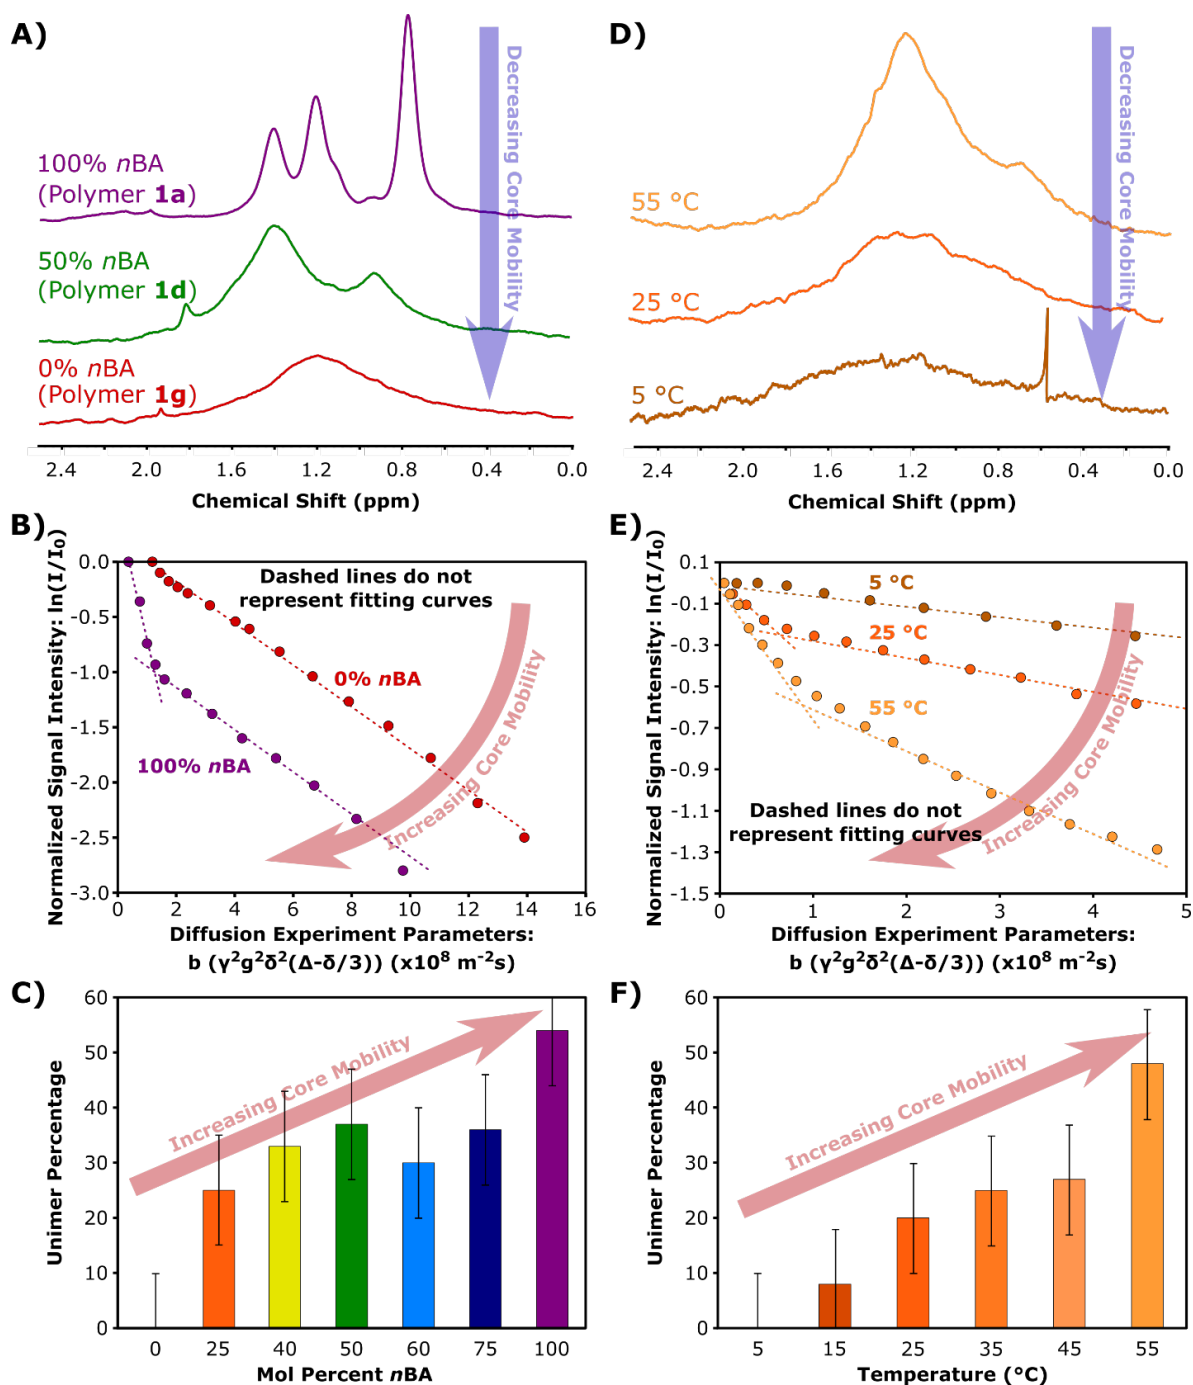 A)
100% nBA
(Polymer 1a)
50% nBA
(Polymer 1d)
0% nBA
(Polymer 1g)
Decreasing Core Mobility
2.4 2.0 1.6 1.2 0.8 0.4 0.0
Chemical Shift (ppm)
D)
55 °C
25 °C
5 °C
Decreasing Core Mobility
2.4 2.0 1.6 1.2 0.8 0.4 0.0
Chemical Shift (ppm)
B)
Normalized Signal Intensity: ln(I/I₀)
0.0
-0.5
-1.0
-1.5
-2.0
-2.5
-3.0
Dashed lines do not
represent fitting curves
0% nBA
100% nBA
Increasing Core Mobility
0 2 4 6 8 10 12 14 16
Diffusion Experiment Parameters:
b (γ²g²δ²(Δ-δ/3)) (x10⁸ m⁻²s)
E)
Normalized Signal Intensity: ln(I/I₀)
0.1
-0.1
-0.3
-0.5
-0.7
-0.9
-1.1
-1.3
-1.5
5 °C
25 °C
55 °C
Dashed lines do not
represent fitting curves
Increasing Core Mobility
0 1 2 3 4 5
Diffusion Experiment Parameters:
b (γ²g²δ²(Δ-δ/3)) (x10⁸ m⁻²s)
C)
Unimer Percentage
60
50
40
30
20
10
0
Increasing Core Mobility
0 25 40 50 60 75 100
Mol Percent nBA
F)
Unimer Percentage
60
50
40
30
20
10
0
Increasing Core Mobility
5 15 25 35 45 55
Temperature (°C)